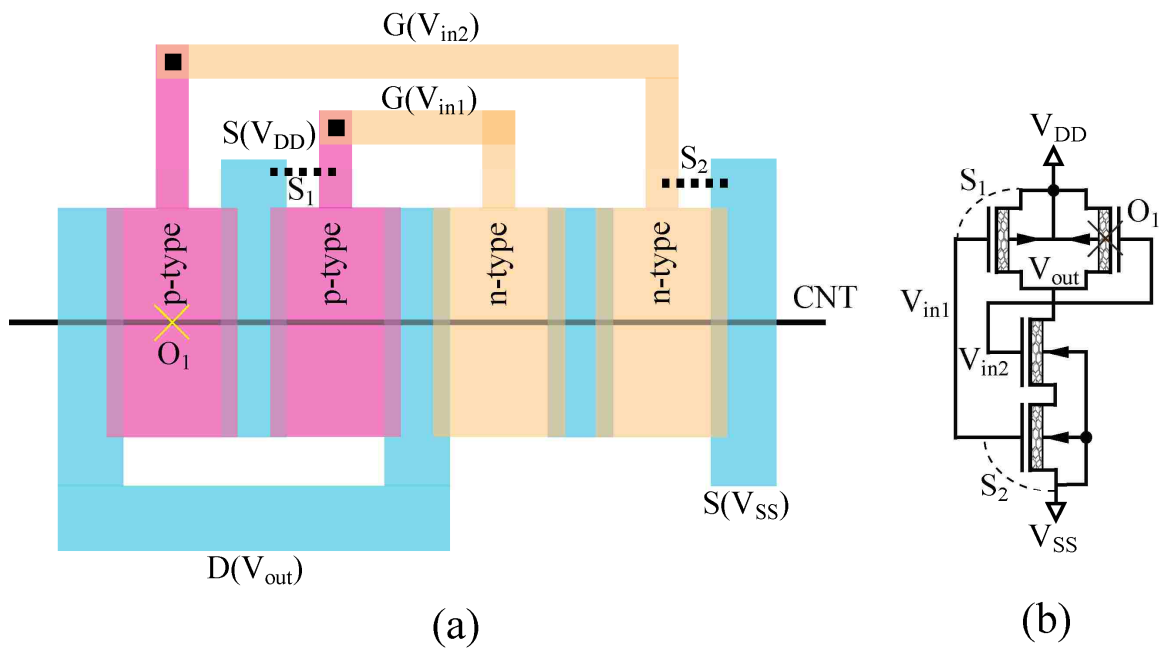 G(Vin2)
G(Vin1)
S(VDD)
S1
S2
p-type
p-type
n-type
n-type
CNT
O1
S(VSS)
D(Vout)
(a)
VDD
S1
O1
Vout
Vin1
Vin2
S2
VSS
(b)